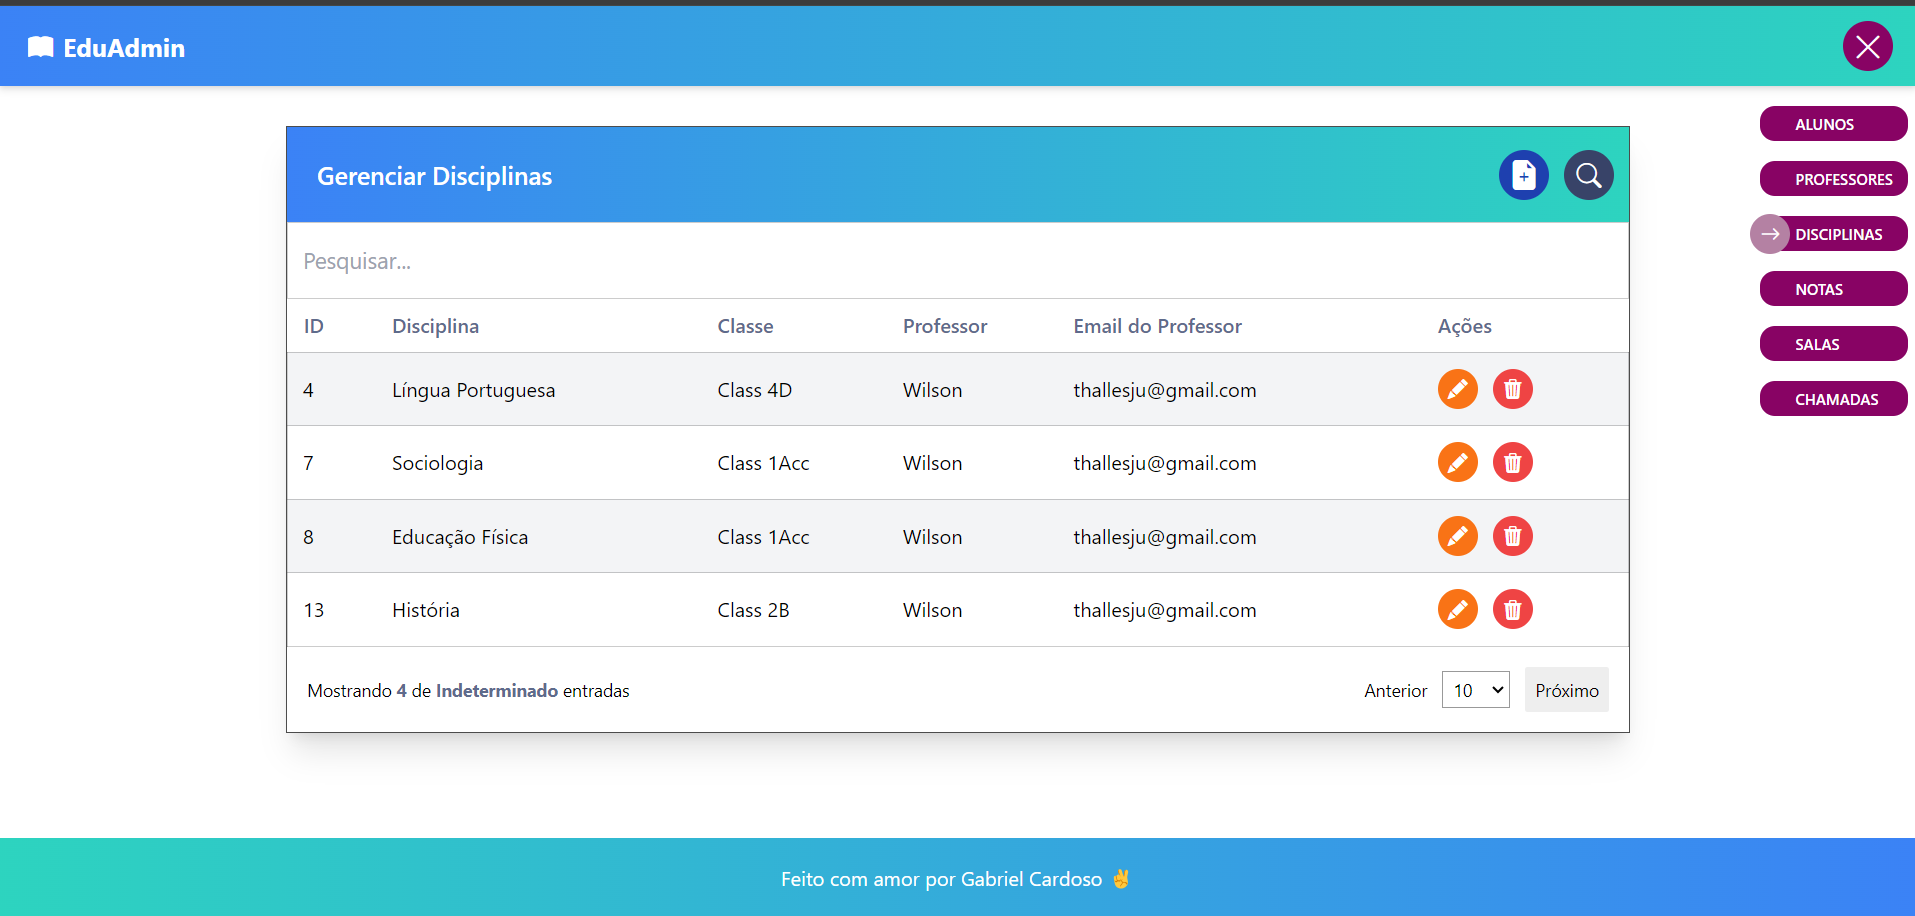 EduAdmin
ALUNOS
PROFESSORES
DISCIPLINAS
NOTAS
SALAS
CHAMADAS
Gerenciar Disciplinas
Pesquisar...
ID Disciplina Classe Professor Email do Professor Ações
4 Língua Portuguesa Class 4D Wilson thallesju@gmail.com
7 Sociologia Class 1Acc Wilson thallesju@gmail.com
8 Educação Física Class 1Acc Wilson thallesju@gmail.com
13 História Class 2B Wilson thallesju@gmail.com
Mostrando 4 de Indeterminado entradas Anterior 10 Próximo
Feito com amor por Gabriel Cardoso ✌